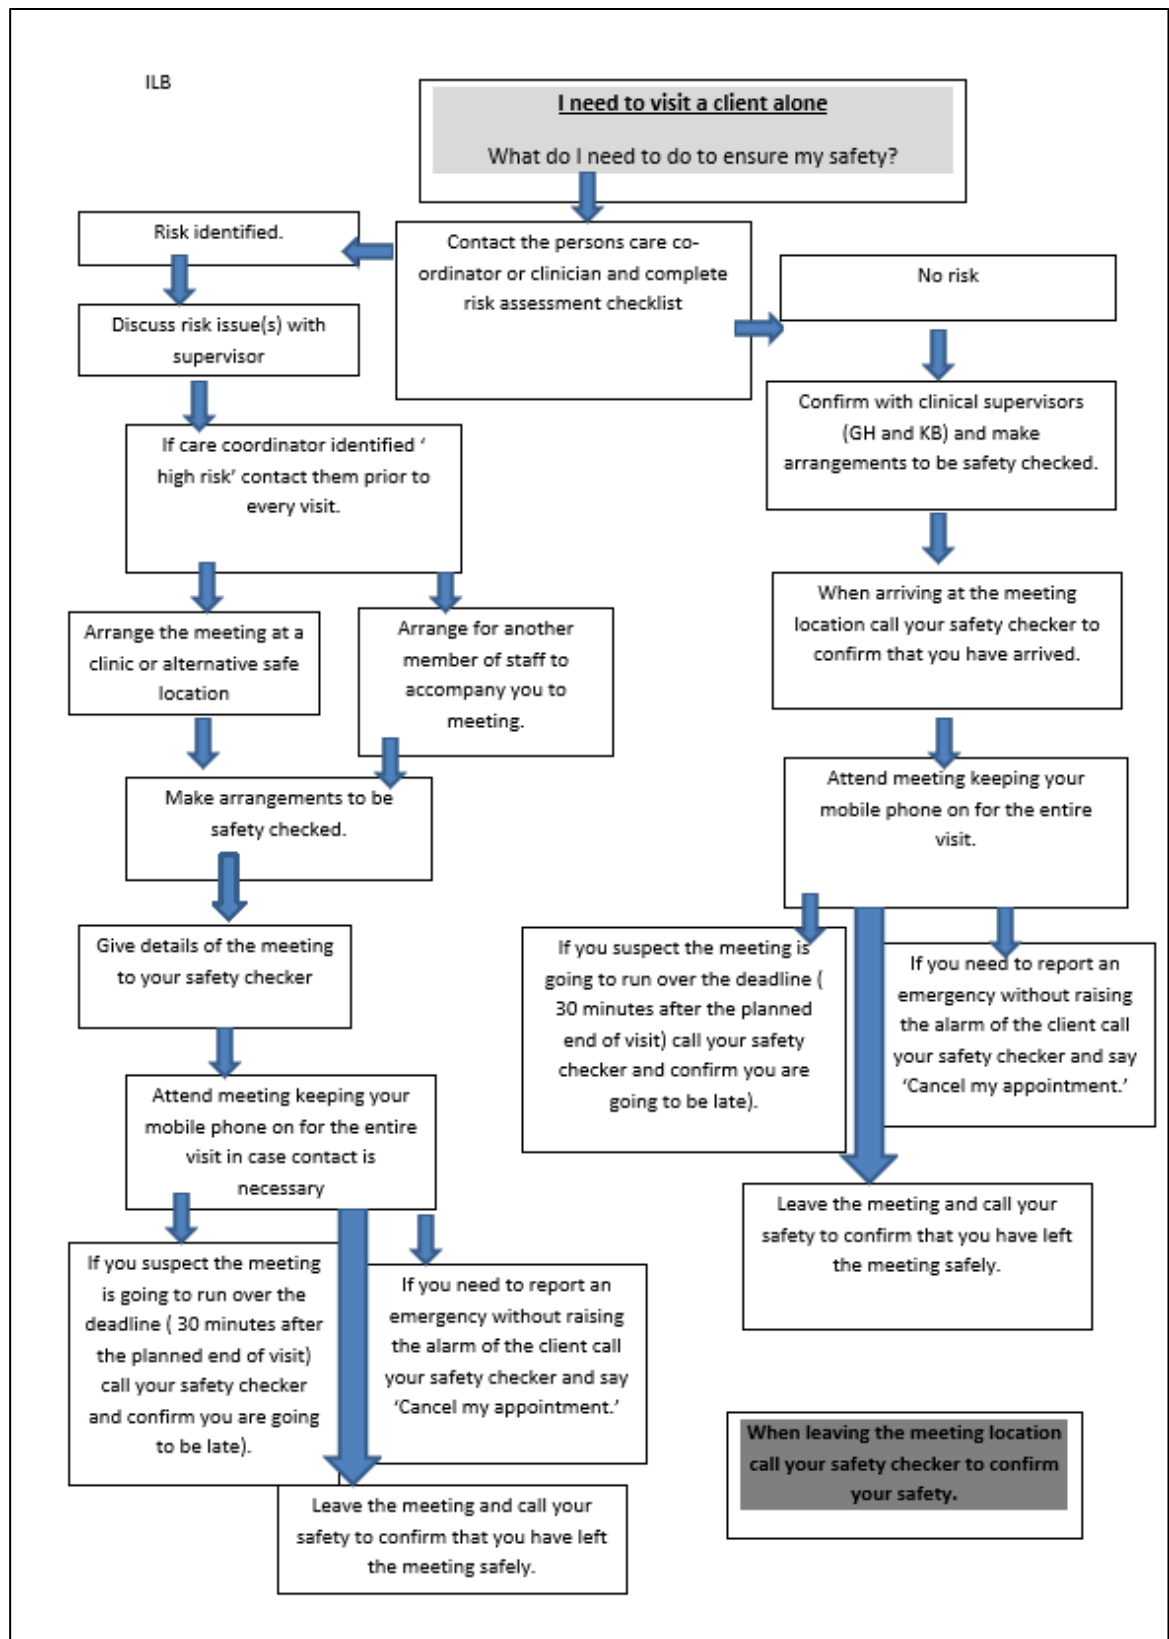 ILB
I need to visit a client alone
What do I need to do to ensure my safety?
Contact the persons care co-
ordinator or clinician and complete
risk assessment checklist
Risk identified.
Discuss risk issue(s) with
supervisor
If care coordinator identified ‘
high risk’ contact them prior to
every visit.
Arrange the meeting at a
clinic or alternative safe
location
Arrange for another
member of staff to
accompany you to
meeting.
Make arrangements to be
safety checked.
Give details of the meeting
to your safety checker
Attend meeting keeping your
mobile phone on for the entire
visit in case contact is
necessary
If you suspect the meeting
is going to run over the
deadline ( 30 minutes after
the planned end of visit)
call your safety checker
and confirm you are going
to be late).
If you need to report an
emergency without raising
the alarm of the client call
your safety checker and say
‘Cancel my appointment.’
Leave the meeting and call your
safety to confirm that you have left
the meeting safely.
No risk
Confirm with clinical supervisors
(GH and KB) and make
arrangements to be safety checked.
When arriving at the meeting
location call your safety checker to
confirm that you have arrived.
Attend meeting keeping your
mobile phone on for the entire
visit.
If you suspect the meeting is
going to run over the deadline (
30 minutes after the planned
end of visit) call your safety
checker and confirm you are
going to be late).
If you need to report an
emergency without raising
the alarm of the client call
your safety checker and say
‘Cancel my appointment.’
Leave the meeting and call your
safety to confirm that you have left
the meeting safely.
When leaving the meeting location
call your safety checker to confirm
your safety.